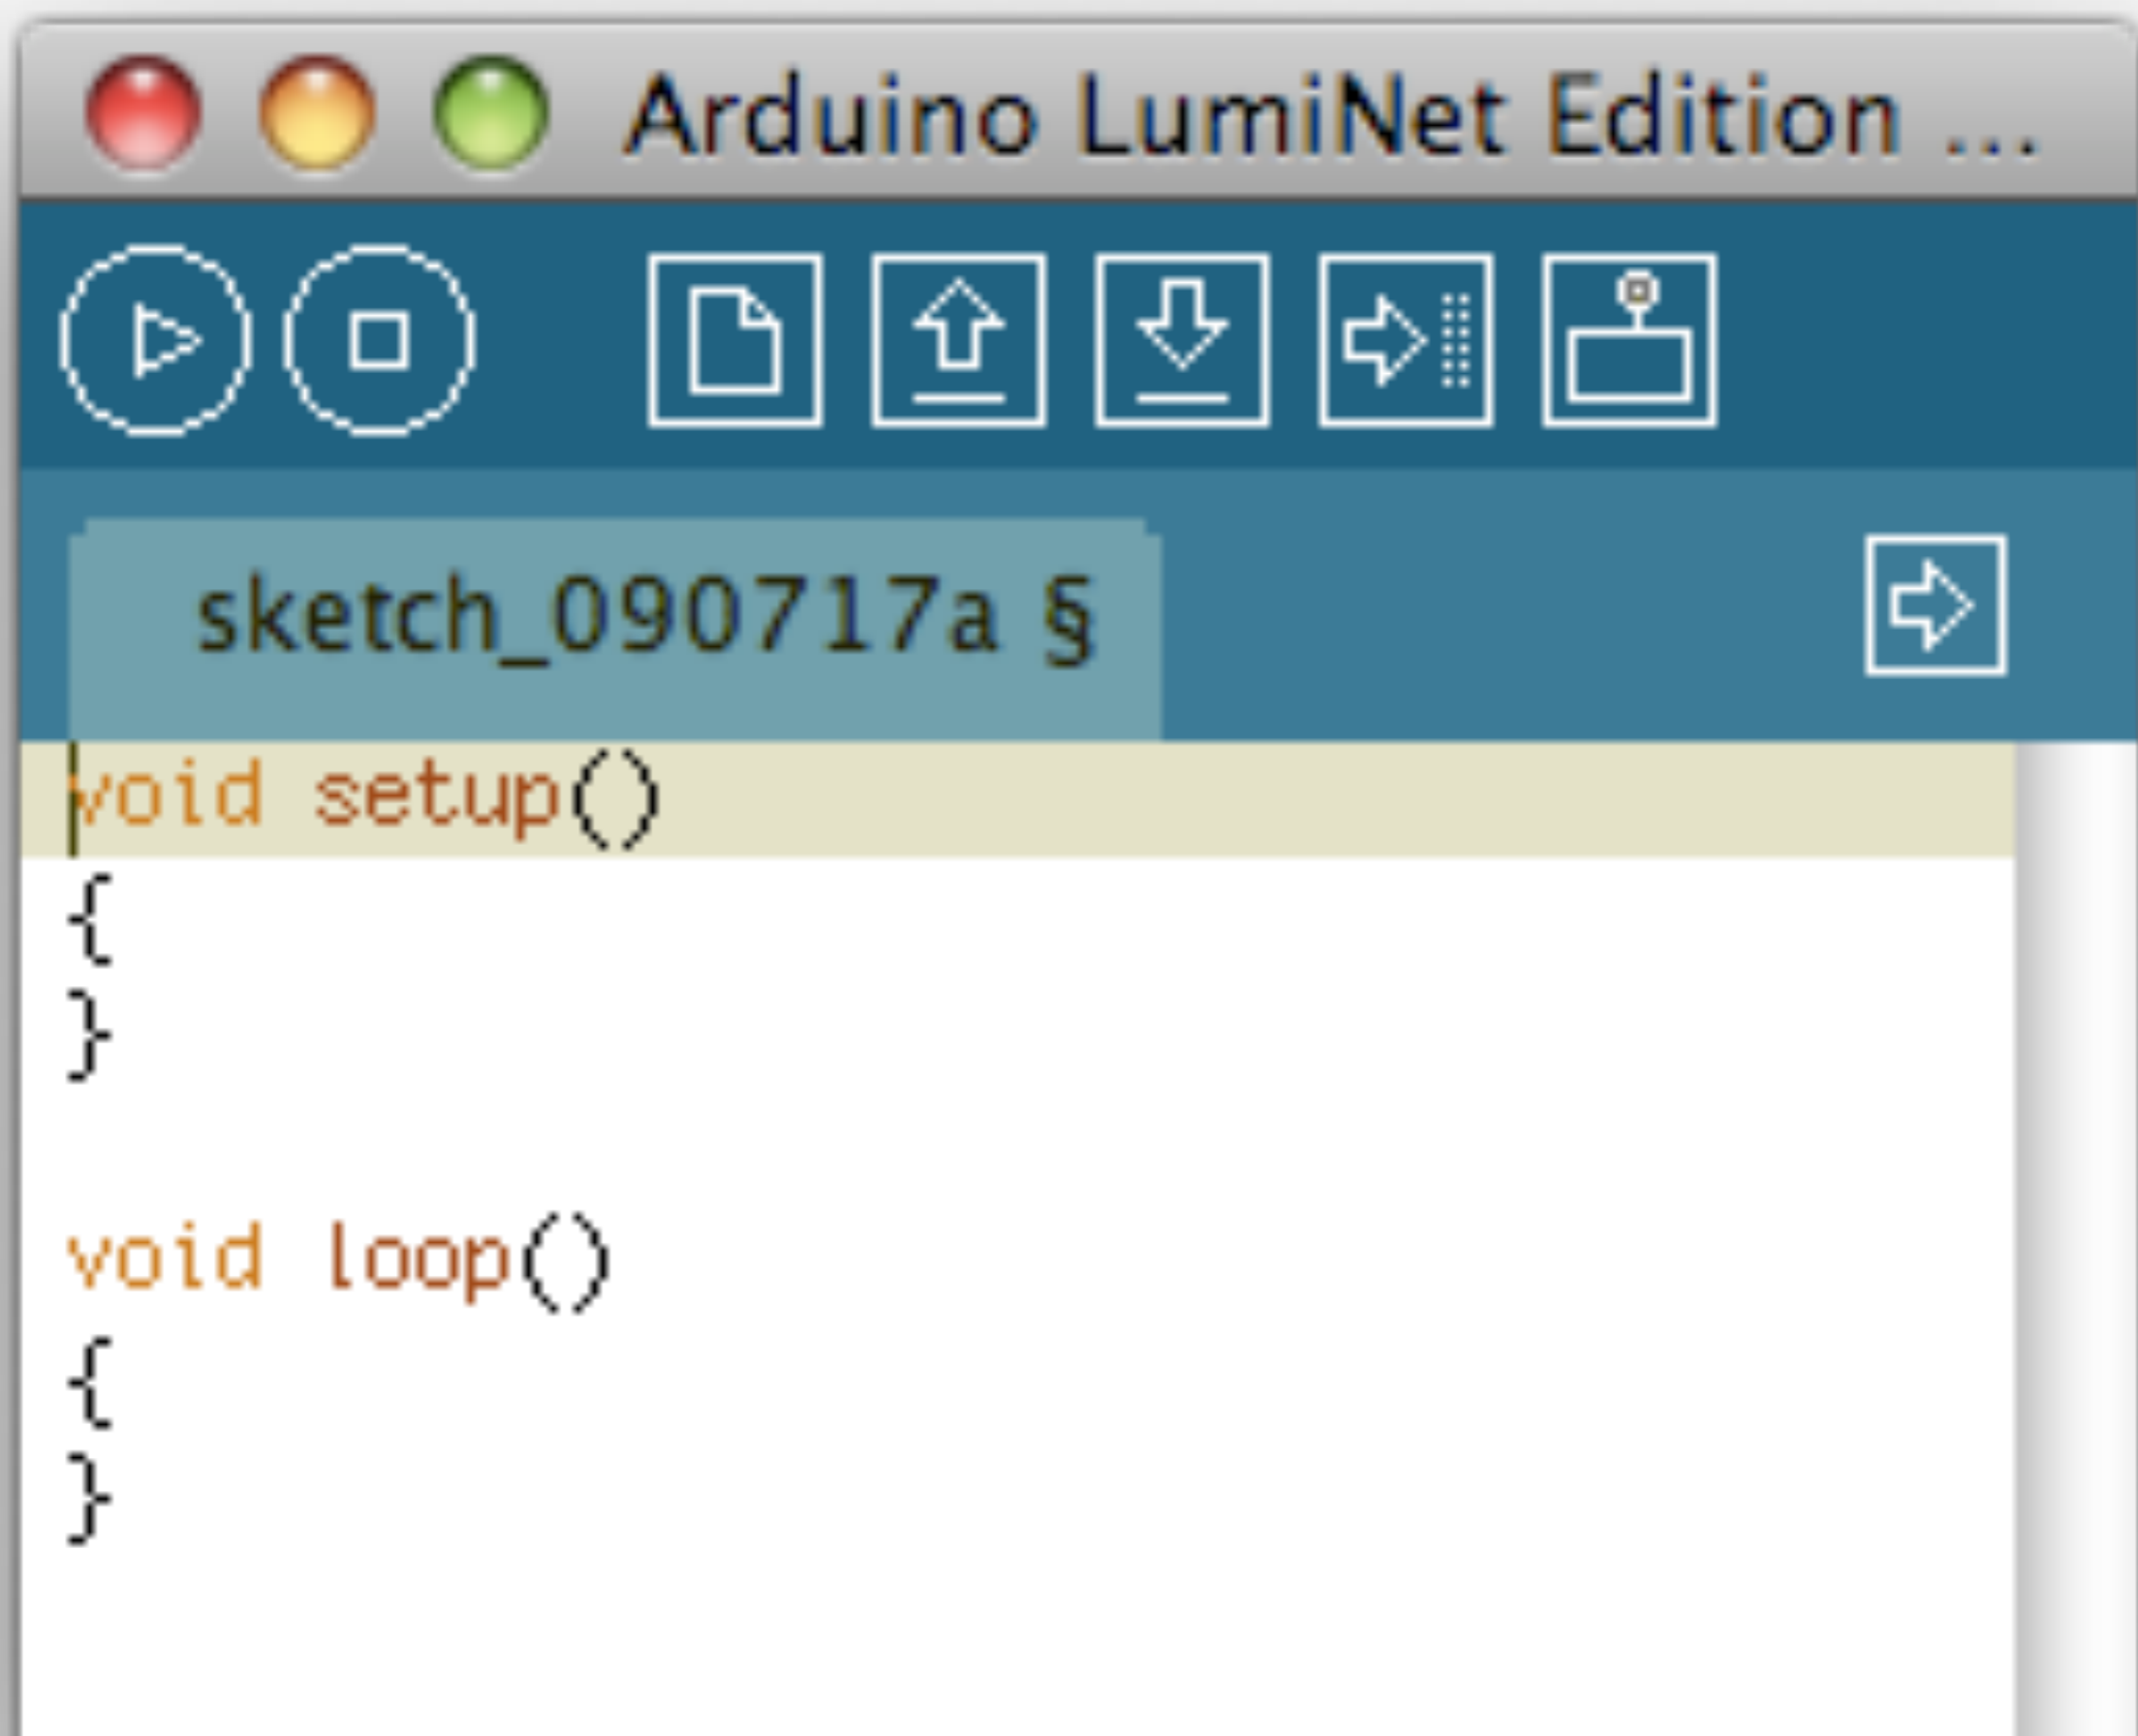 Arduino LumiNet Edition ...
sketch_090717a §
void setup()
{
}
void loop()
{
}